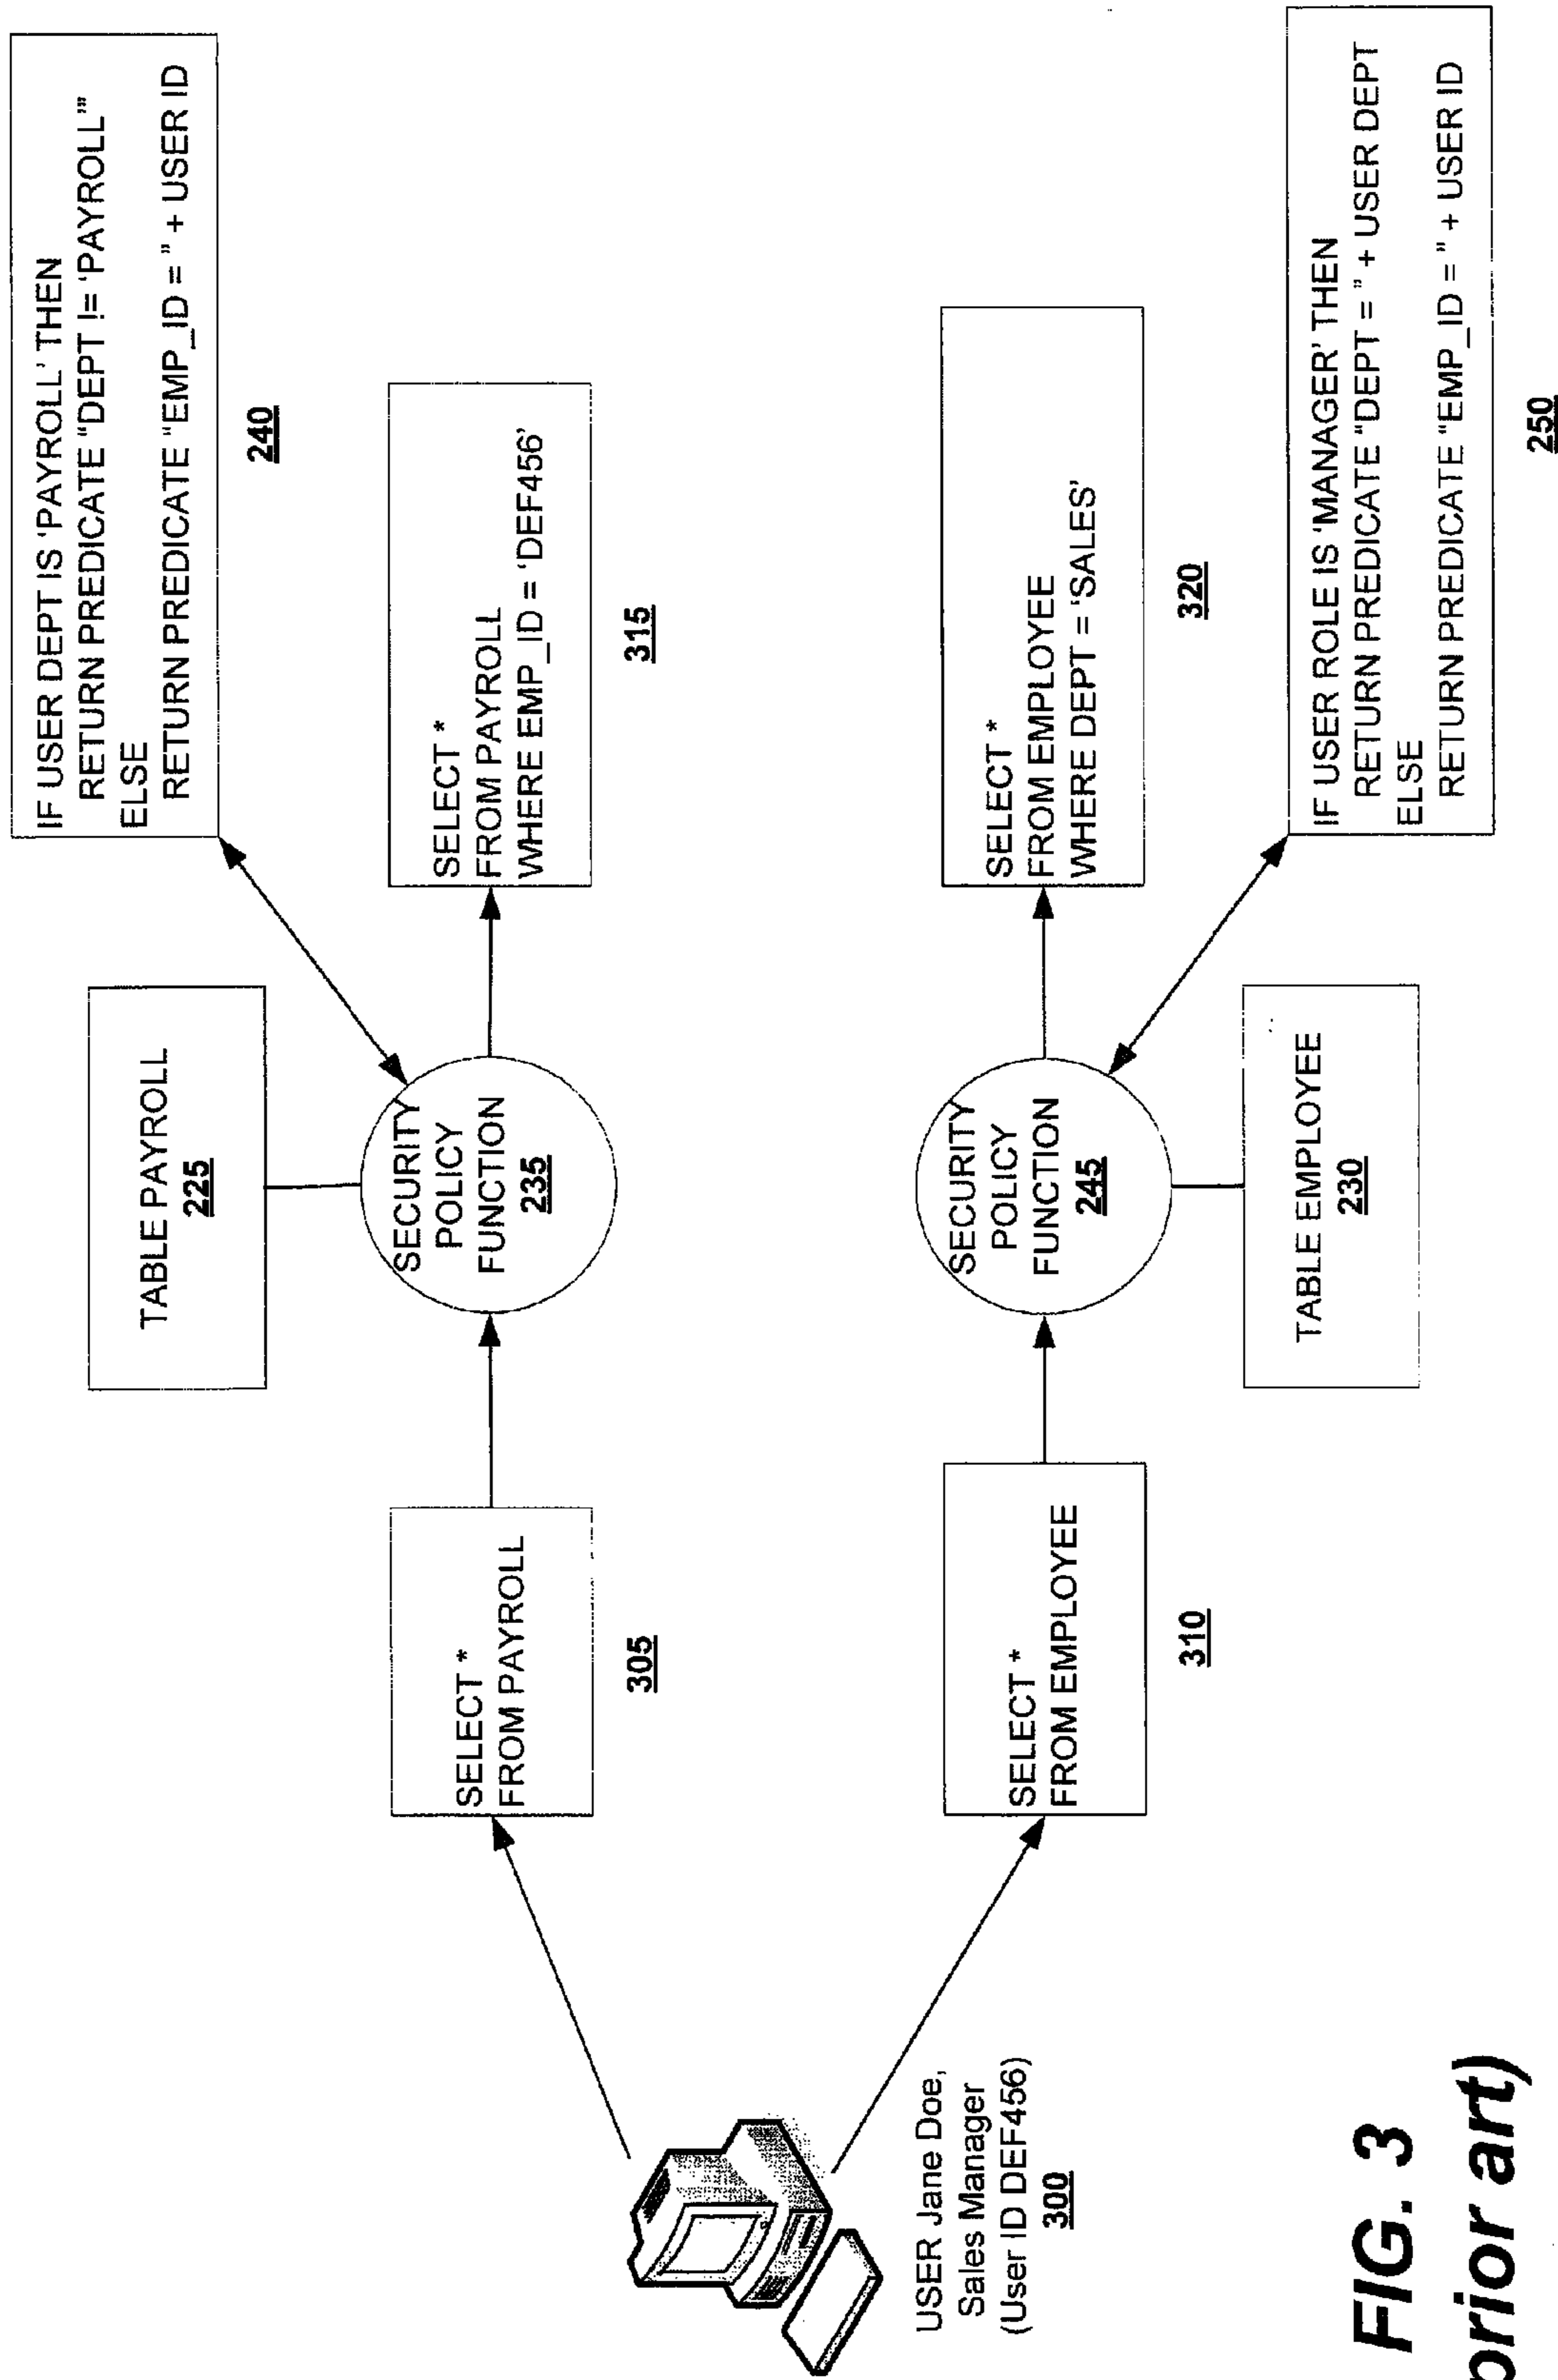 IF USER DEPT IS 'PAYROLL' THEN
RETURN PREDICATE "DEPT != 'PAYROLL'"
ELSE
RETURN PREDICATE "EMP_ID = " + USER ID
240
TABLE PAYROLL
225
SELECT *
FROM PAYROLL
305
SECURITY
POLICY
FUNCTION
235
SELECT *
FROM PAYROLL
WHERE EMP_ID = 'DEF456'
315
USER Jane Doe,
Sales Manager
(User ID DEF456)
300
SELECT *
FROM EMPLOYEE
310
SECURITY
POLICY
FUNCTION
245
SELECT *
FROM EMPLOYEE
WHERE DEPT = 'SALES'
320
TABLE EMPLOYEE
230
IF USER ROLE IS 'MANAGER' THEN
RETURN PREDICATE "DEPT = " + USER DEPT
ELSE
RETURN PREDICATE "EMP_ID = " + USER ID
250
FIG. 3
prior art)